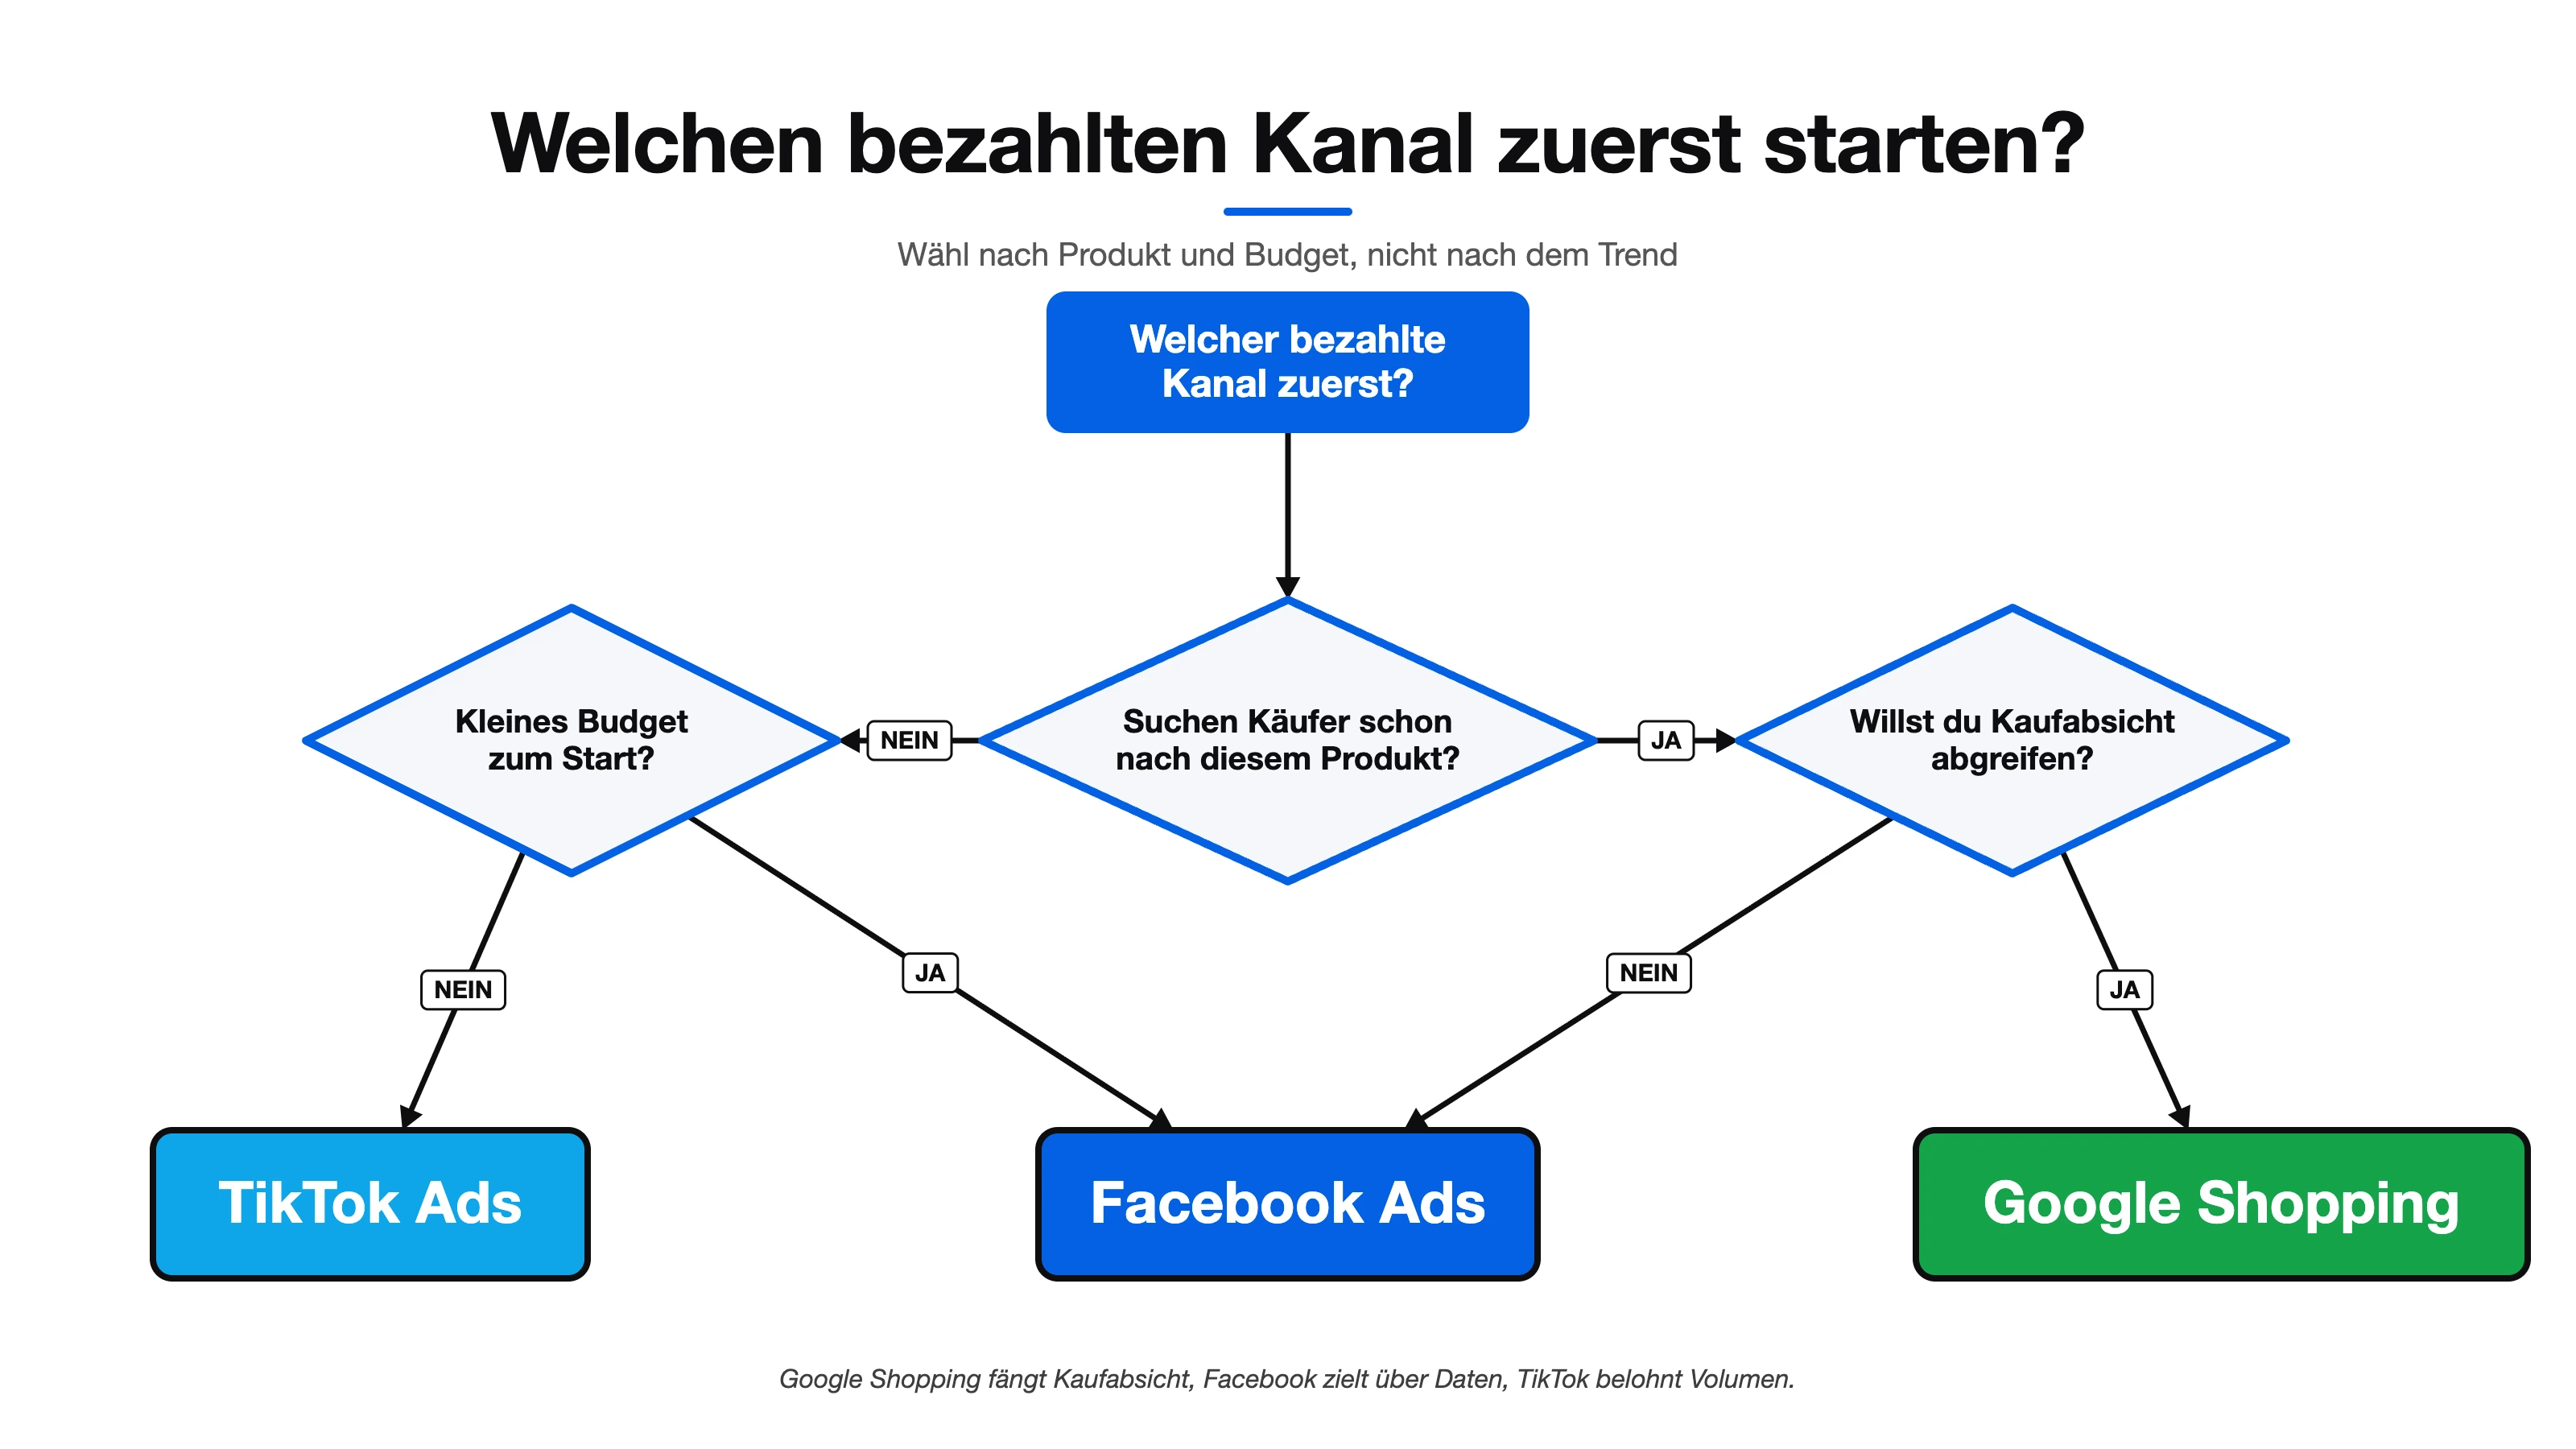 Welchen bezahlten Kanal zuerst starten?
Wähl nach Produkt und Budget, nicht nach dem Trend
Welcher bezahlte
Kanal zuerst?
Kleines Budget
zum Start?
NEIN
Suchen Käufer schon
nach diesem Produkt?
JA
Willst du Kaufabsicht
abgreifen?
NEIN
JA
NEIN
JA
TikTok Ads
Facebook Ads
Google Shopping
Google Shopping fängt Kaufabsicht, Facebook zielt über Daten, TikTok belohnt Volumen.